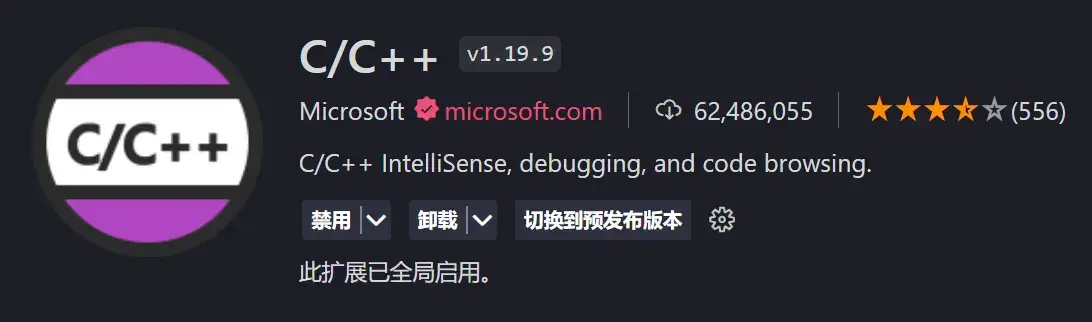 C/C++
C/C++ v1.19.9
Microsoft microsoft.com 62,486,055 (556)
C/C++ IntelliSense, debugging, and code browsing.
禁用 卸载 切换到预发布版本
此扩展已全局启用。